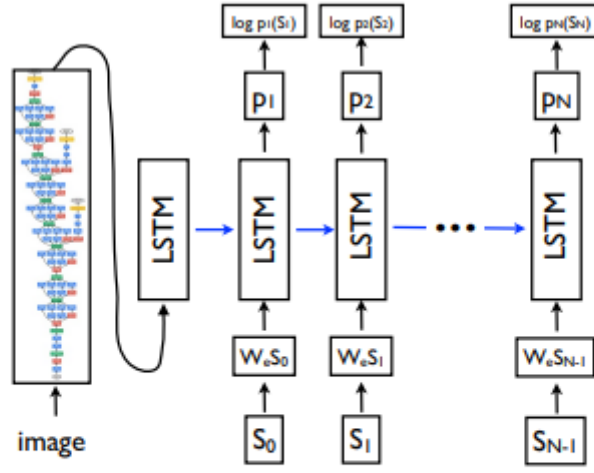 log p₁(S₁) log p₂(S₂) log pN(SN)
p₁ p₂ pN
LSTM LSTM LSTM ••• LSTM
WₑS₀ WₑS₁ WₑSN-1
image S₀ S₁ SN-1